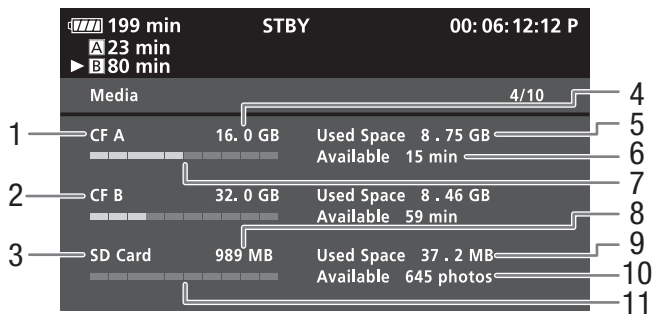 199 min STBY 00:06:12:12 P
A 23 min
B 80 min
Media 4/10
4
1 CF A 16.0 GB Used Space 8.75 GB 5
Available 15 min 6
7
2 CF B 32.0 GB Used Space 8.46 GB
Available 59 min 8
3 SD Card 989 MB Used Space 37.2 MB 9
Available 645 photos 10
11